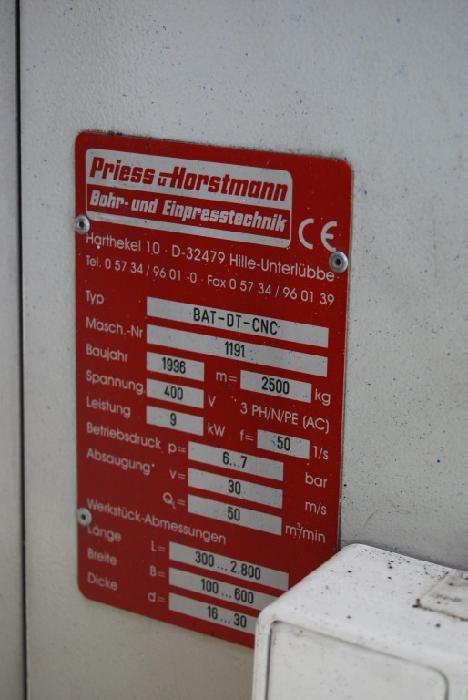 Priess u Horstmann
Bohr- und Einpresstechnik
CE
Harthekel 10 · D-32479 Hille-Unterlübbe
Tel. 0 57 34 / 96 01 -0 · Fax 0 57 34 / 96 01 39
Typ BAT-DT-CNC
Masch.-Nr 1191
Baujahr 1996 m= 2500 kg
Spannung 400 V 3 PH/N/PE (AC)
Leistung 9 kW f= 50 1/s
Betriebsdruck p= 6...7 bar
Absaugung v= 30 m/s
QL= 50 m³/min
Werkstück-Abmessungen
Länge L= 300...2.800
Breite B= 100...600
Dicke d= 16...30